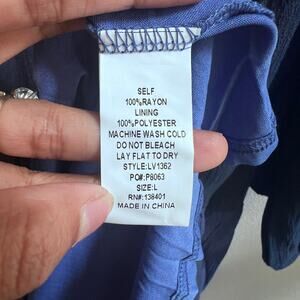 SELF
100%RAYON
LINING
100%POLYESTER
MACHINE WASH COLD
DO NOT BLEACH
LAY FLAT TO DRY
STYLE:LV1362
PO#:P8063
SIZE:L
RN#:138401
MADE IN CHINA